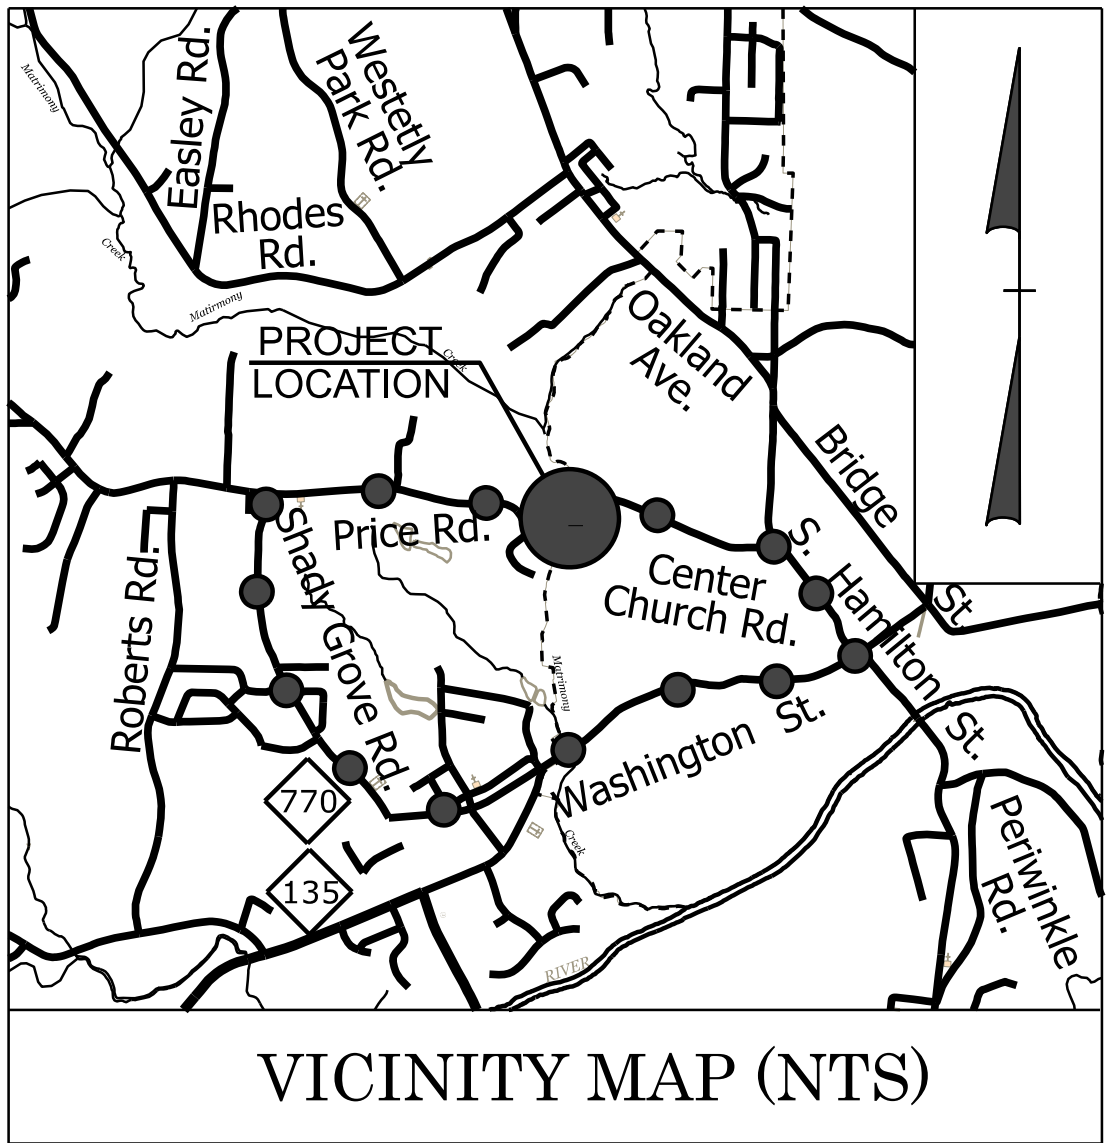 Matrimony
Easley Rd.
Westetly
Park Rd.
Rhodes
Rd.
Creek
Matirmony
PROJECT
LOCATION
Creek
Oakland
Ave.
Bridge
St.
Price Rd.
Shady Grove Rd.
Roberts Rd.
Center
Church Rd.
S. Hamilton St.
Matrimony
Washington St.
770
135
Creek
Periwinkle
Rd.
RIVER
VICINITY MAP (NTS)